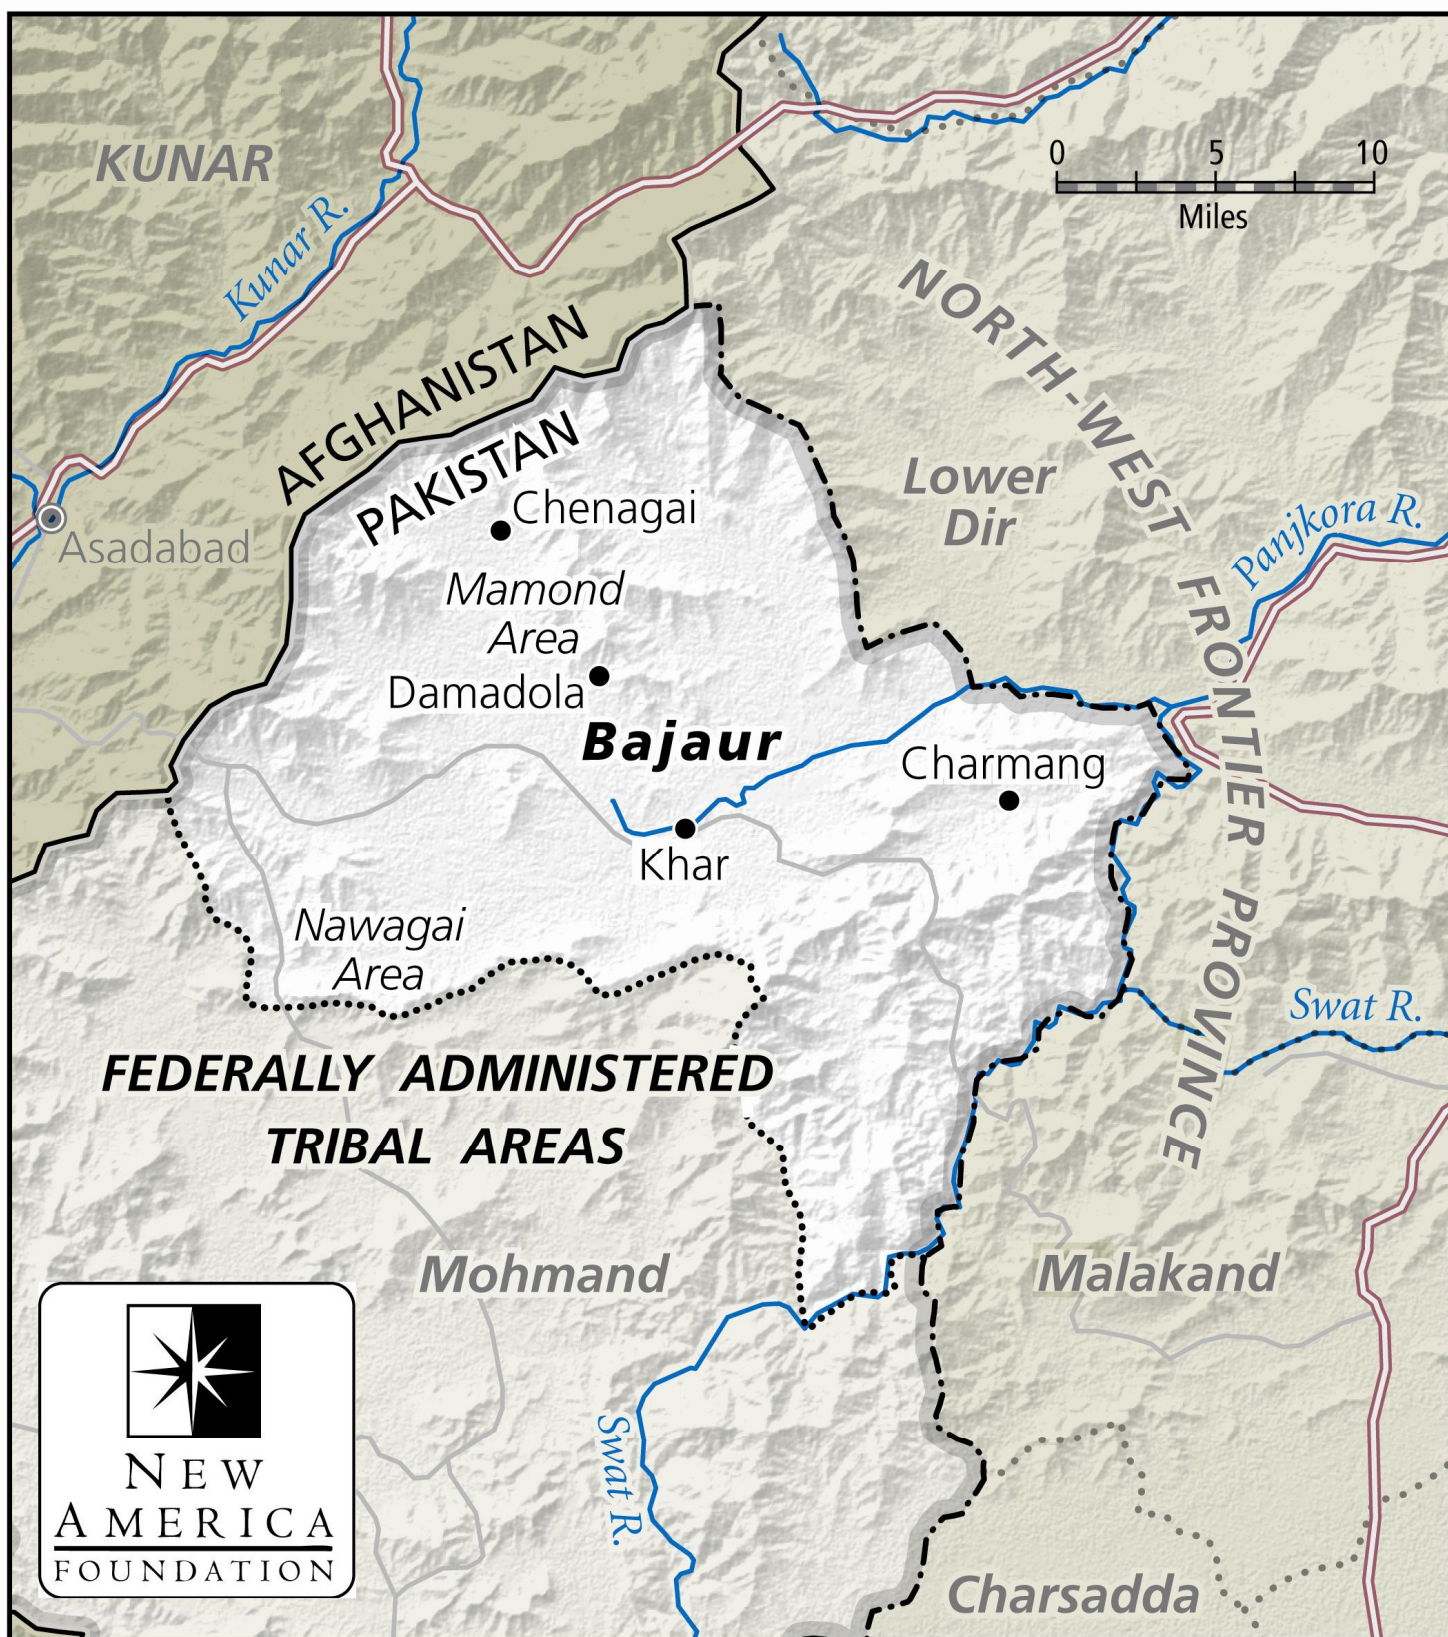 KUNAR
0 5 10
Miles
Kunar R.
NORTH-WEST FRONTIER PROVINCE
AFGHANISTAN
PAKISTAN
Lower
Dir
Chenagai
Panjkora R.
Asadabad
Mamond
Area
Damadola
Bajaur
Charmang
Khar
Nawagai
Area
Swat R.
FEDERALLY ADMINISTERED
TRIBAL AREAS
Mohmand
Malakand
Swat R.
NEW
AMERICA
FOUNDATION
Charsadda